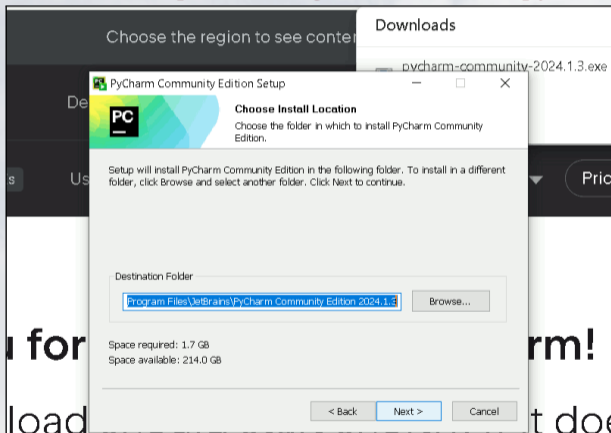 Choose the region to see conter
Downloads
pycharm-community-2024.1.3.exe
PyCharm Community Edition Setup
De
PC
Choose Install Location
Choose the folder in which to install PyCharm Community
Edition.
s
Us
Pric
Setup will install PyCharm Community Edition in the following folder. To install in a different
folder, click Browse and select another folder. Click Next to continue.
Destination Folder
Program Files\JetBrains\PyCharm Community Edition 2024.1.3
Browse...
for
rm!
Space required: 1.7 GB
Space available: 214.0 GB
< Back
Next >
Cancel
load
t doe